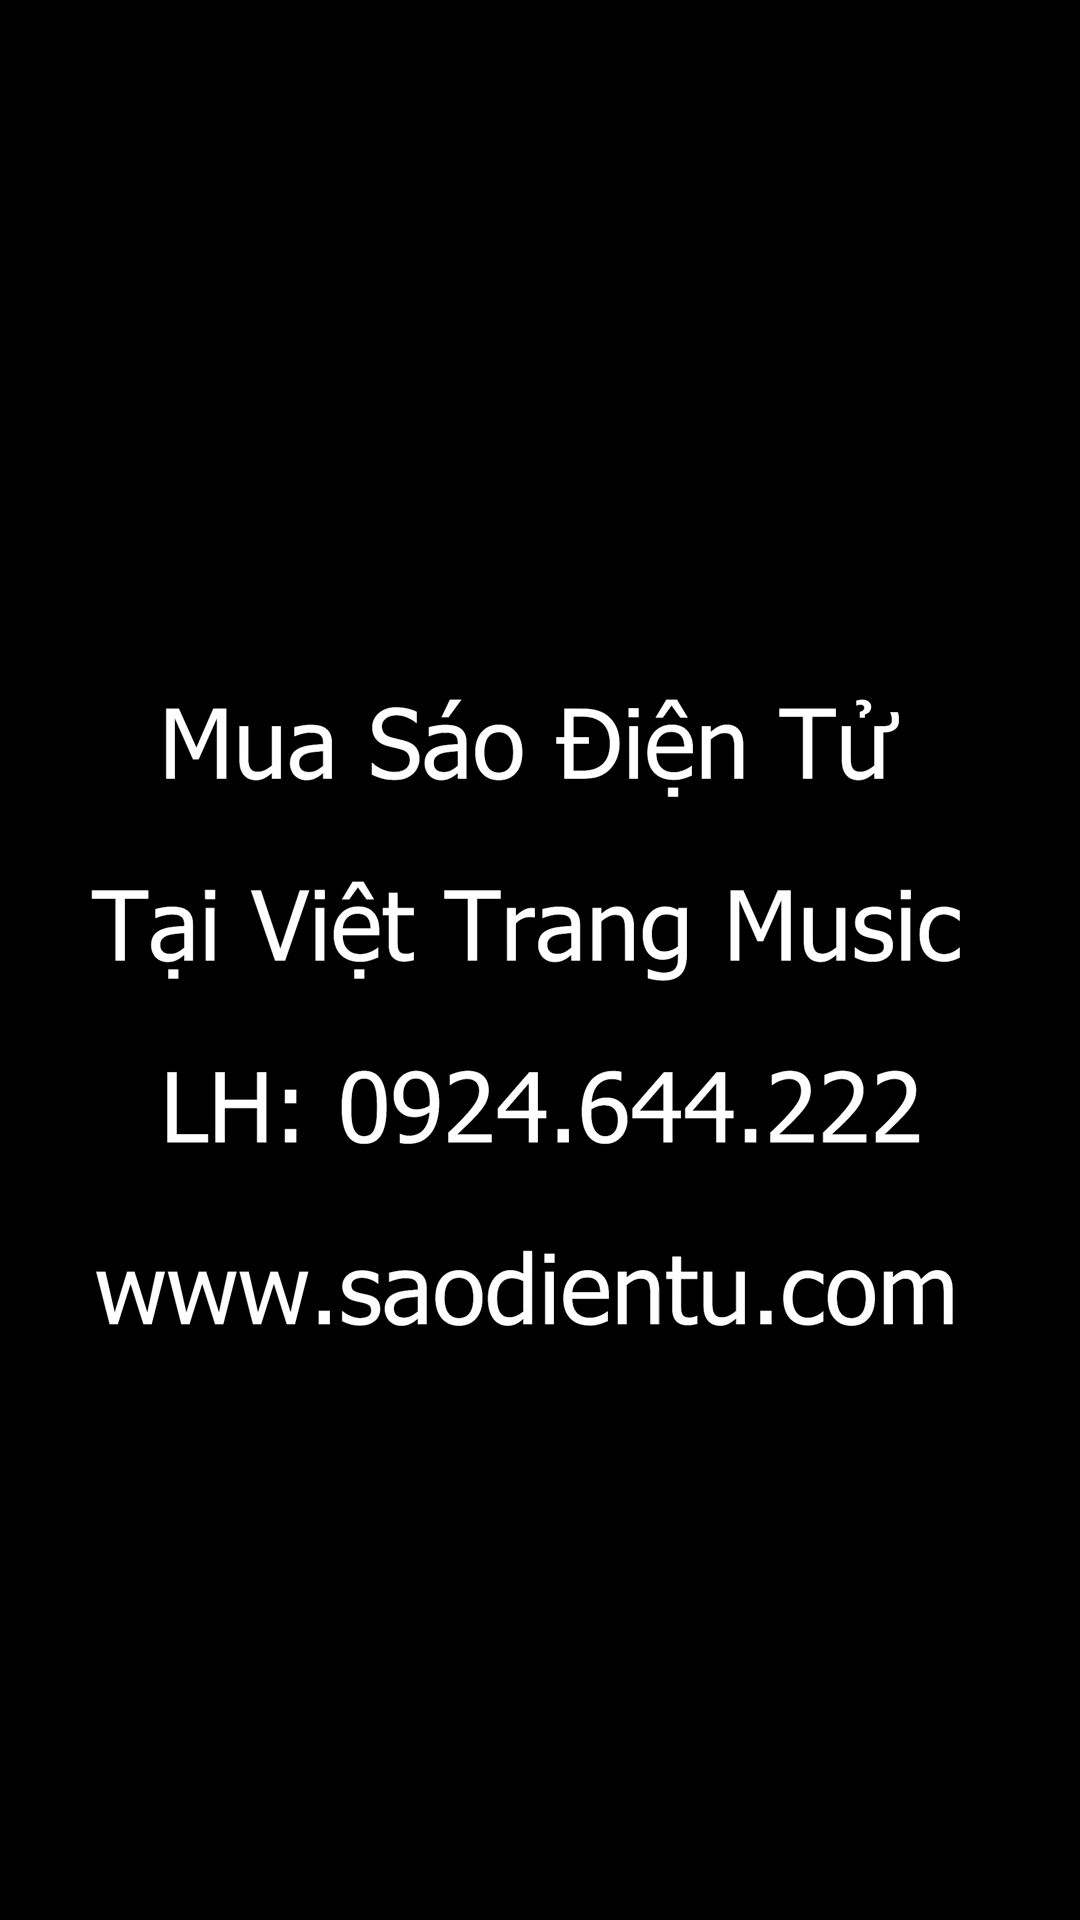 Mua Sáo Điện Tử
Tại Việt Trang Music
LH: 0924.644.222
www.saodientu.com